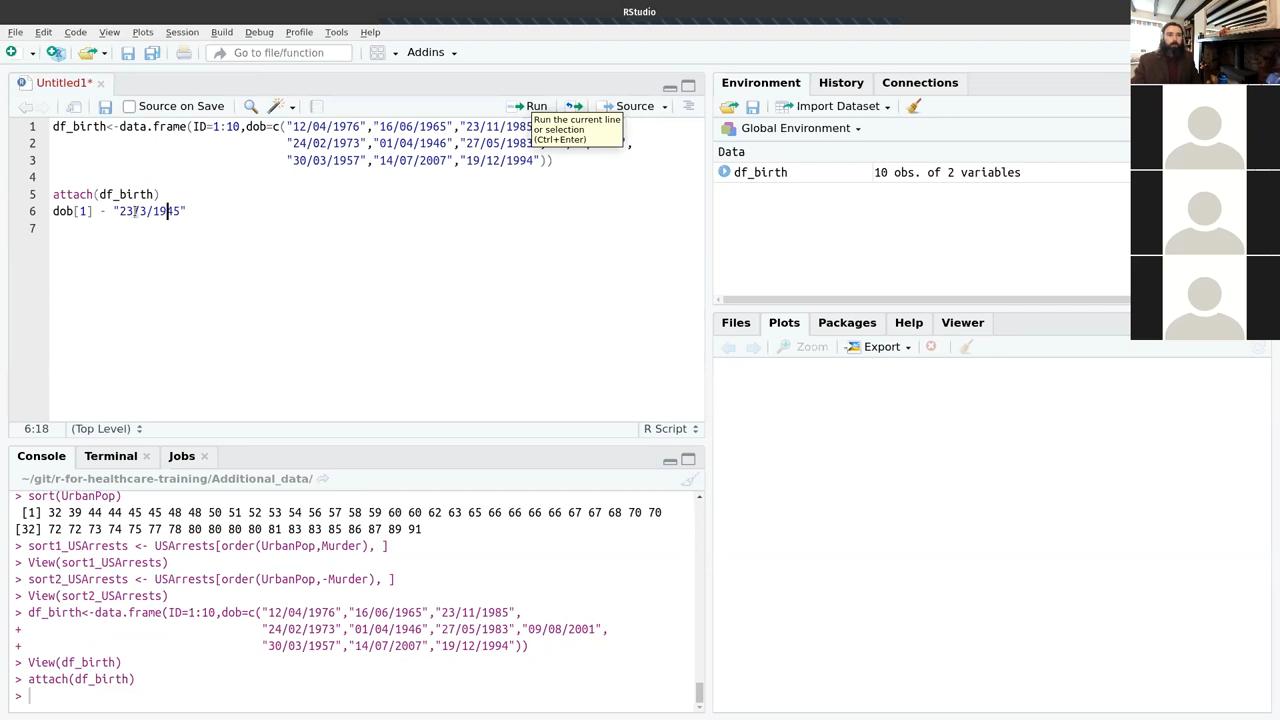 RStudio
File Edit Code View Plots Session Build Debug Profile Tools Help
Go to file/function Addins
Untitled1*
Source on Save Run Source
Run the current line
or selection
(Ctrl+Enter)
1 df_birth<-data.frame(ID=1:10,dob=c("12/04/1976","16/06/1965","23/11/1985
2 "24/02/1973","01/04/1946","27/05/1983
3 "30/03/1957","14/07/2007","19/12/1994"))
4
5 attach(df_birth)
6 dob[1] - "23/3/1945"
7
6:18 (Top Level) R Script
Console Terminal Jobs
~/git/r-for-healthcare-training/Additional_data/
> sort(UrbanPop)
[1] 32 39 44 44 45 45 48 48 50 51 52 53 54 56 57 58 59 60 60 62 63 65 66 66 66 66 67 67 68 70 70
[32] 72 72 73 74 75 77 78 80 80 80 80 81 83 83 85 86 87 89 91
> sort1_USArrests <- USArrests[order(UrbanPop,Murder), ]
> View(sort1_USArrests)
> sort2_USArrests <- USArrests[order(UrbanPop,-Murder), ]
> View(sort2_USArrests)
> df_birth<-data.frame(ID=1:10,dob=c("12/04/1976","16/06/1965","23/11/1985",
+ "24/02/1973","01/04/1946","27/05/1983","09/08/2001",
+ "30/03/1957","14/07/2007","19/12/1994"))
> View(df_birth)
> attach(df_birth)
>
Environment History Connections
Import Dataset
Global Environment
Data
df_birth 10 obs. of 2 variables
Files Plots Packages Help Viewer
Zoom Export